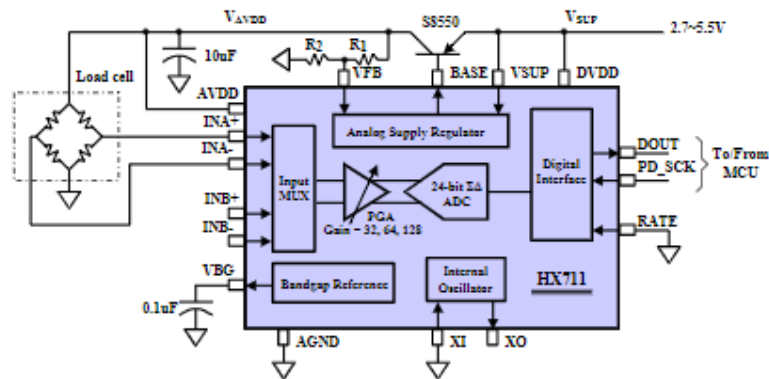 V_AVDD
S8550
V_SUP
2.7~5.5V
10uF
R2
R1
Load cell
VFB
BASE
VSUP
DVDD
AVDD
INA+
INA-
INB+
INB-
Analog Supply Regulator
Input
MUX
PGA
Gain = 32, 64, 128
24-bit ΣΔ
ADC
Digital
Interface
DOUT
PD_SCK
To/From
MCU
RATE
VBG
0.1uF
Bandgap Reference
Internal
Oscillator
HX711
AGND
XI
XO